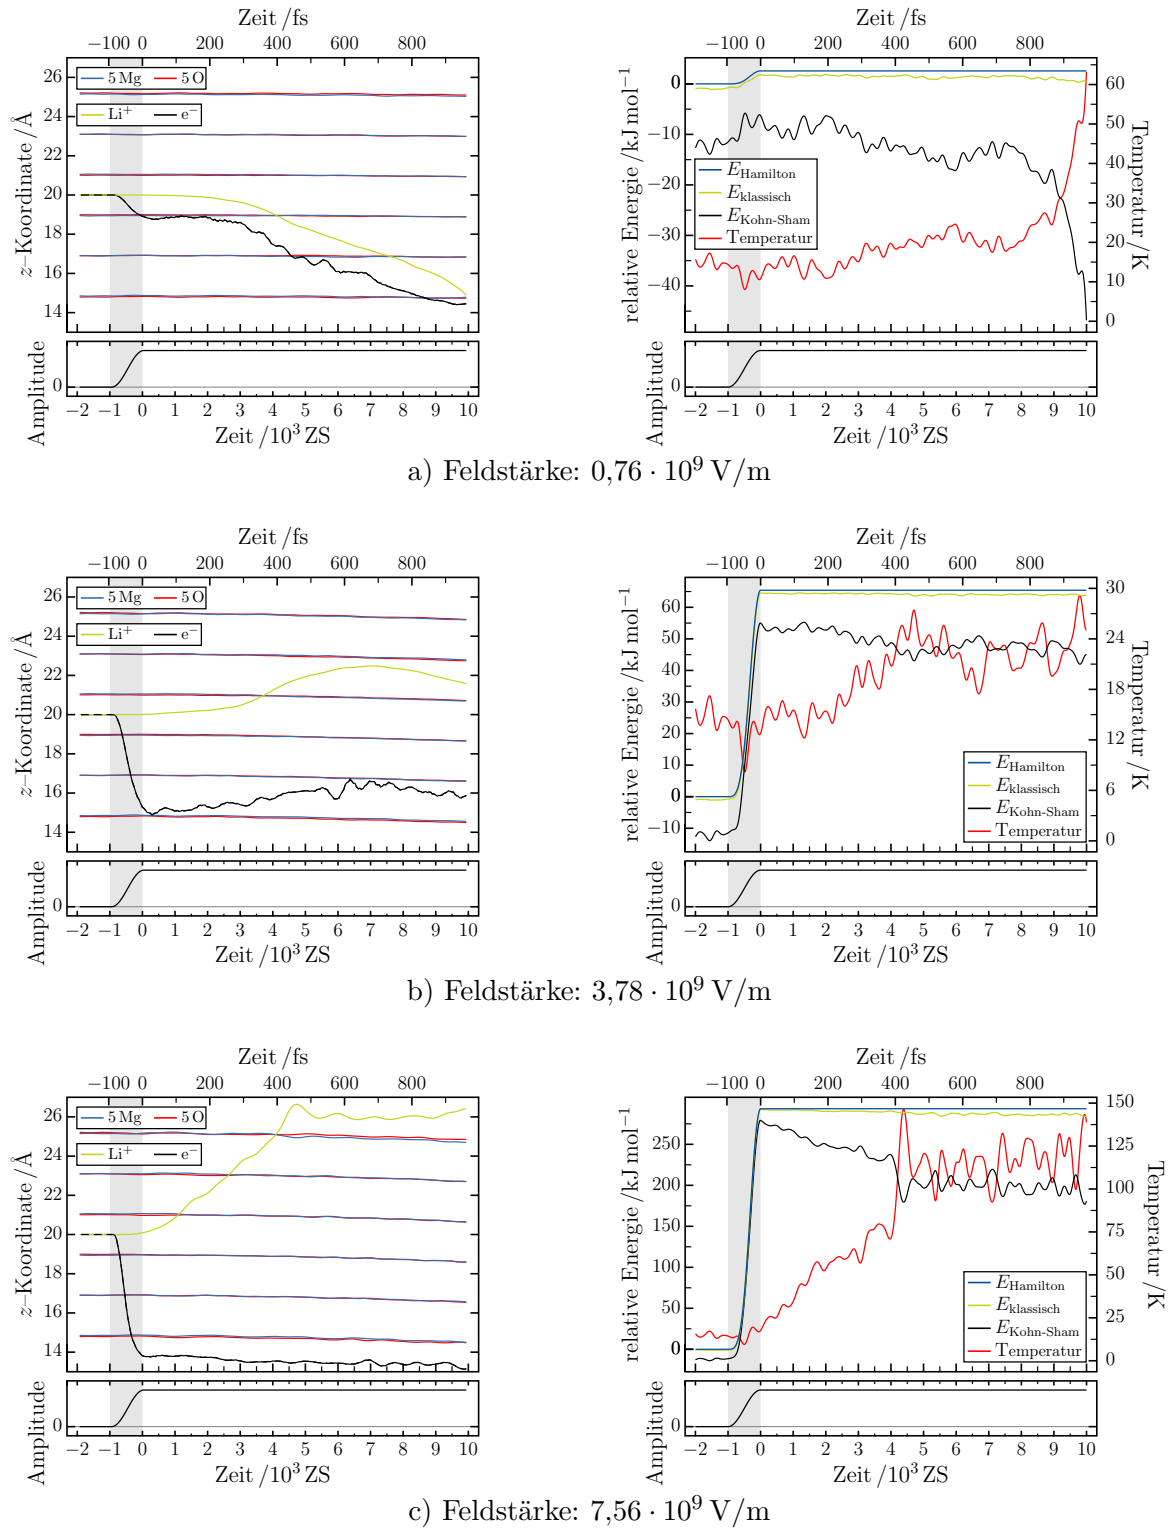 Zeit /fs
−100 0 200 400 600 800
z–Koordinate /Å
26
24
22
20
18
16
14
5 Mg 5 O
Li⁺ e⁻
Amplitude
0
−2 −1 0 1 2 3 4 5 6 7 8 9 10
Zeit /10³ ZS
Zeit /fs
−100 0 200 400 600 800
relative Energie /kJ mol⁻¹
0
−10
−20
−30
−40
E_Hamilton
E_klassisch
E_Kohn-Sham
Temperatur
60
50
40
30
20
10
0
Temperatur /K
Amplitude
0
−2 −1 0 1 2 3 4 5 6 7 8 9 10
Zeit /10³ ZS
a) Feldstärke: 0,76 · 10⁹ V/m
Zeit /fs
−100 0 200 400 600 800
z–Koordinate /Å
26
24
22
20
18
16
14
5 Mg 5 O
Li⁺ e⁻
Amplitude
0
−2 −1 0 1 2 3 4 5 6 7 8 9 10
Zeit /10³ ZS
Zeit /fs
−100 0 200 400 600 800
relative Energie /kJ mol⁻¹
60
50
40
30
20
10
0
−10
E_Hamilton
E_klassisch
E_Kohn-Sham
Temperatur
30
24
18
12
6
0
Temperatur /K
Amplitude
0
−2 −1 0 1 2 3 4 5 6 7 8 9 10
Zeit /10³ ZS
b) Feldstärke: 3,78 · 10⁹ V/m
Zeit /fs
−100 0 200 400 600 800
z–Koordinate /Å
26
24
22
20
18
16
14
5 Mg 5 O
Li⁺ e⁻
Amplitude
0
−2 −1 0 1 2 3 4 5 6 7 8 9 10
Zeit /10³ ZS
Zeit /fs
−100 0 200 400 600 800
relative Energie /kJ mol⁻¹
250
200
150
100
50
0
E_Hamilton
E_klassisch
E_Kohn-Sham
Temperatur
150
125
100
75
50
25
0
Temperatur /K
Amplitude
0
−2 −1 0 1 2 3 4 5 6 7 8 9 10
Zeit /10³ ZS
c) Feldstärke: 7,56 · 10⁹ V/m